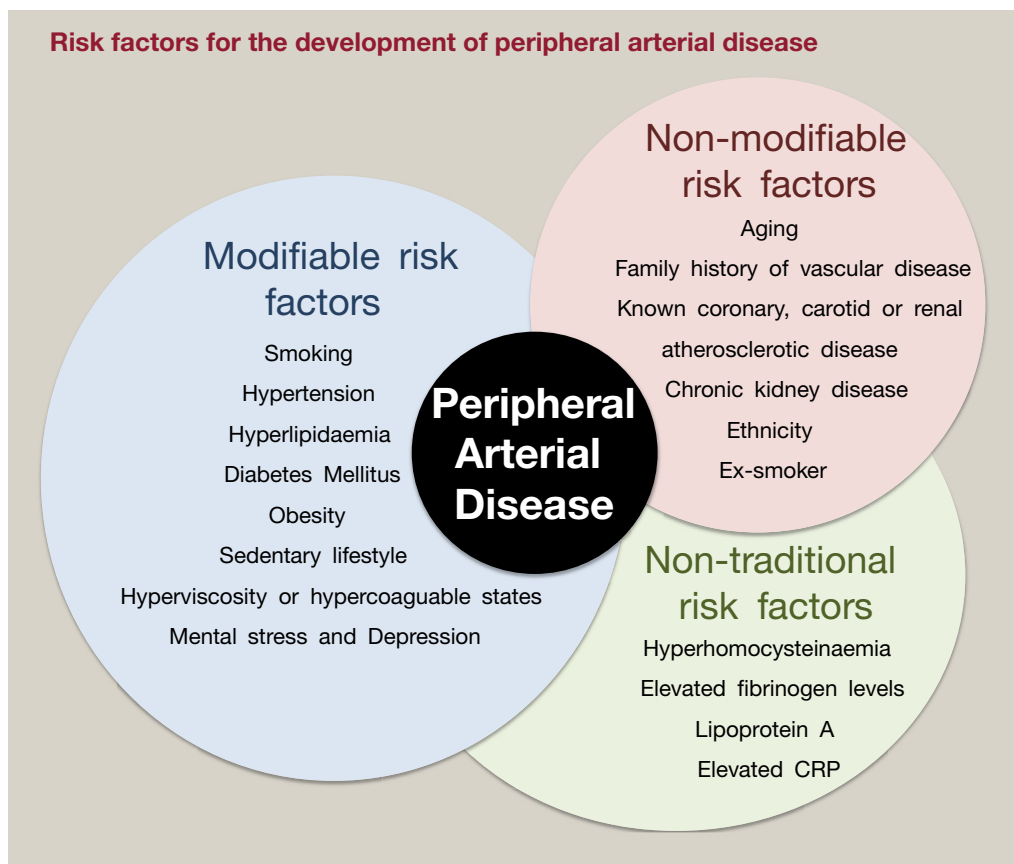 Risk factors for the development of peripheral arterial disease
Non-modifiable
risk factors
Aging
Family history of vascular disease
Known coronary, carotid or renal
atherosclerotic disease
Chronic kidney disease
Ethnicity
Ex-smoker
Modifiable risk
factors
Smoking
Hypertension
Hyperlipidaemia
Diabetes Mellitus
Obesity
Sedentary lifestyle
Hyperviscosity or hypercoaguable states
Mental stress and Depression
Peripheral
Arterial
Disease
Non-traditional
risk factors
Hyperhomocysteinaemia
Elevated fibrinogen levels
Lipoprotein A
Elevated CRP